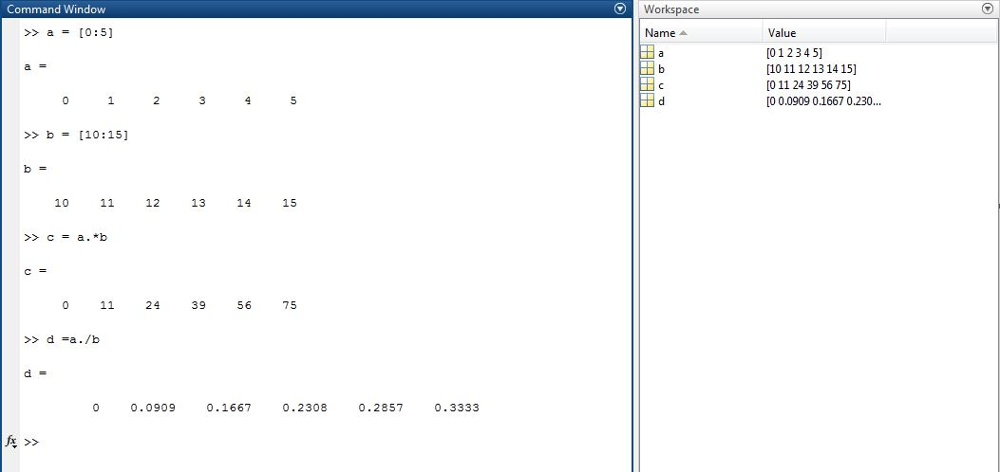 Command Window
>> a = [0:5]
a =
0 1 2 3 4 5
>> b = [10:15]
b =
10 11 12 13 14 15
>> c = a.*b
c =
0 11 24 39 56 75
>> d =a./b
d =
0 0.0909 0.1667 0.2308 0.2857 0.3333
fx >>
Workspace
Name Value
a [0 1 2 3 4 5]
b [10 11 12 13 14 15]
c [0 11 24 39 56 75]
d [0 0.0909 0.1667 0.230...